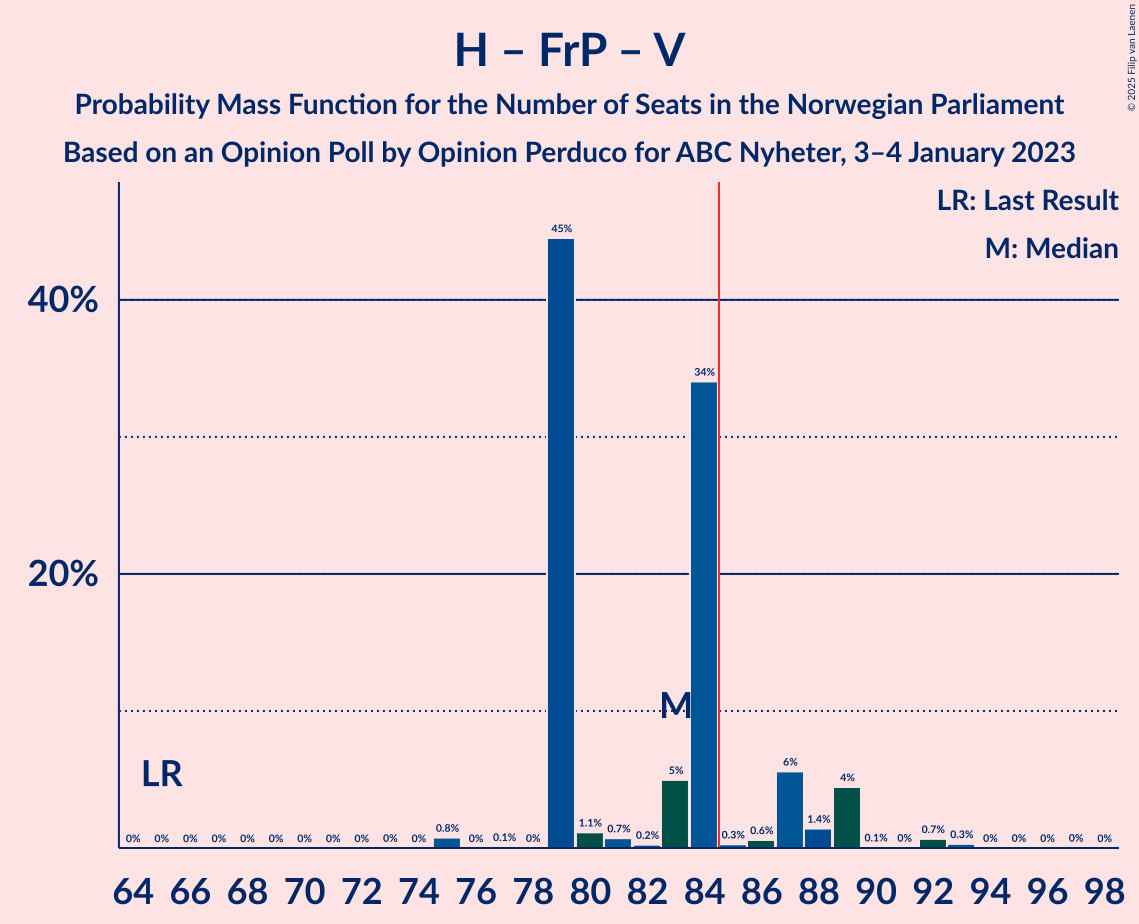 H – FrP – V
Probability Mass Function for the Number of Seats in the Norwegian Parliament
Based on an Opinion Poll by Opinion Perduco for ABC Nyheter, 3–4 January 2023
© 2025 Filip van Laenen
LR: Last Result
M: Median
45%
40%
34%
20%
M
LR
0% 0% 0% 0% 0% 0% 0% 0% 0% 0% 0% 0.8% 0% 0.1% 0% 1.1% 0.7% 0.2% 5% 0.3% 0.6% 6% 1.4% 4% 0.1% 0% 0.7% 0.3% 0% 0% 0% 0% 0%
64 66 68 70 72 74 76 78 80 82 84 86 88 90 92 94 96 98